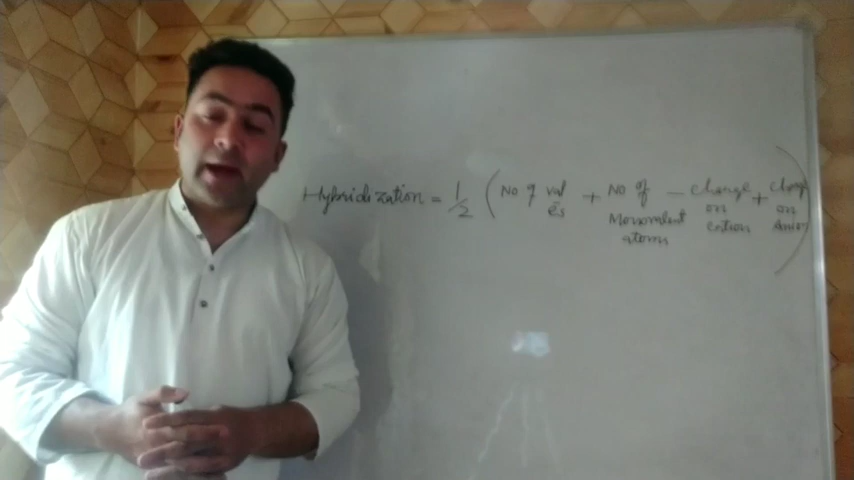 Hybridization = 1/2 (No of val ēs + No of Monovalent atoms - charge on cation + charge on Anion)